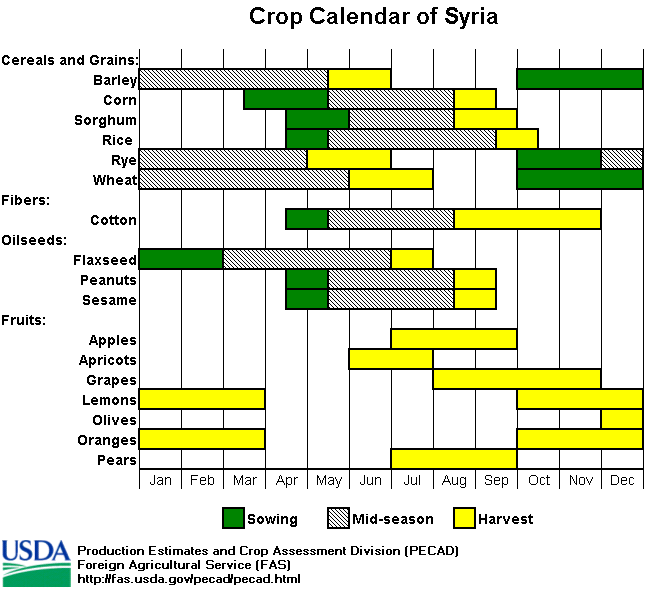 Crop Calendar of Syria
Cereals and Grains:
Barley
Corn
Sorghum
Rice
Rye
Wheat
Fibers:
Cotton
Oilseeds:
Flaxseed
Peanuts
Sesame
Fruits:
Apples
Apricots
Grapes
Lemons
Olives
Oranges
Pears
Jan Feb Mar Apr May Jun Jul Aug Sep Oct Nov Dec
Sowing Mid-season Harvest
USDA
Production Estimates and Crop Assessment Division (PECAD)
Foreign Agricultural Service (FAS)
http://fas.usda.gov/pecad/pecad.html